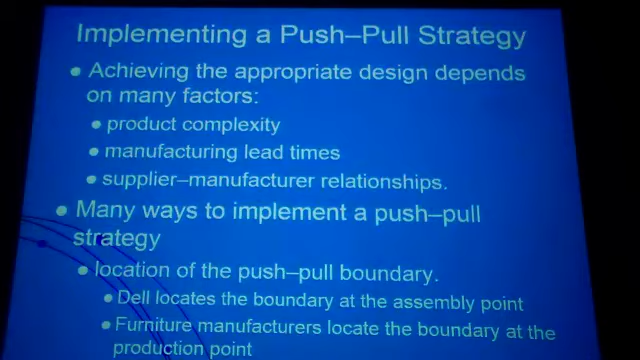 Implementing a Push–Pull Strategy
• Achieving the appropriate design depends
on many factors:
• product complexity
• manufacturing lead times
• supplier–manufacturer relationships.
• Many ways to implement a push–pull
strategy
• location of the push–pull boundary.
• Dell locates the boundary at the assembly point
• Furniture manufacturers locate the boundary at the
production point